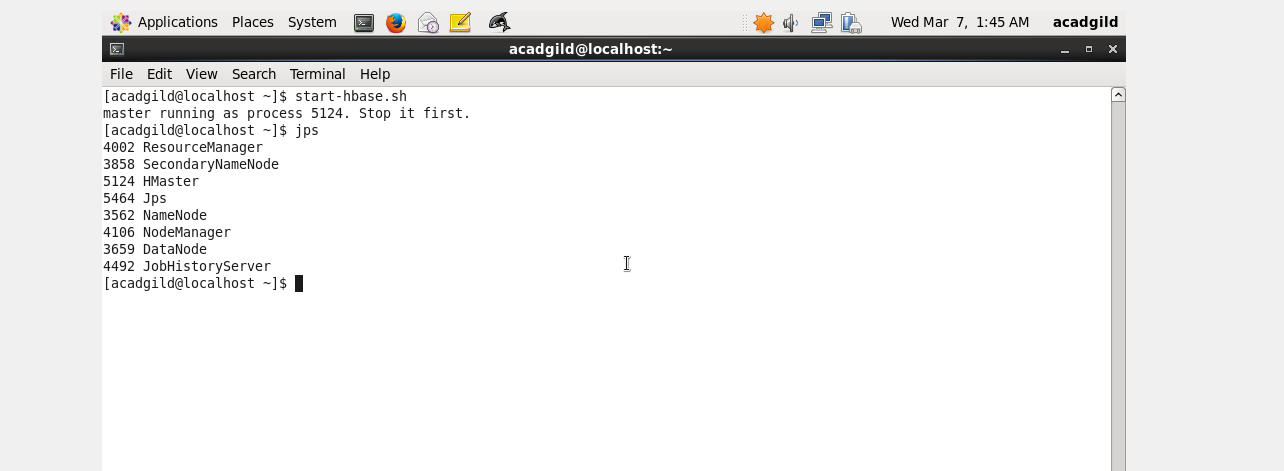 Applications Places System Wed Mar 7, 1:45 AM acadgild
acadgild@localhost:~
File Edit View Search Terminal Help
[acadgild@localhost ~]$ start-hbase.sh
master running as process 5124. Stop it first.
[acadgild@localhost ~]$ jps
4002 ResourceManager
3858 SecondaryNameNode
5124 HMaster
5464 Jps
3562 NameNode
4106 NodeManager
3659 DataNode
4492 JobHistoryServer
[acadgild@localhost ~]$